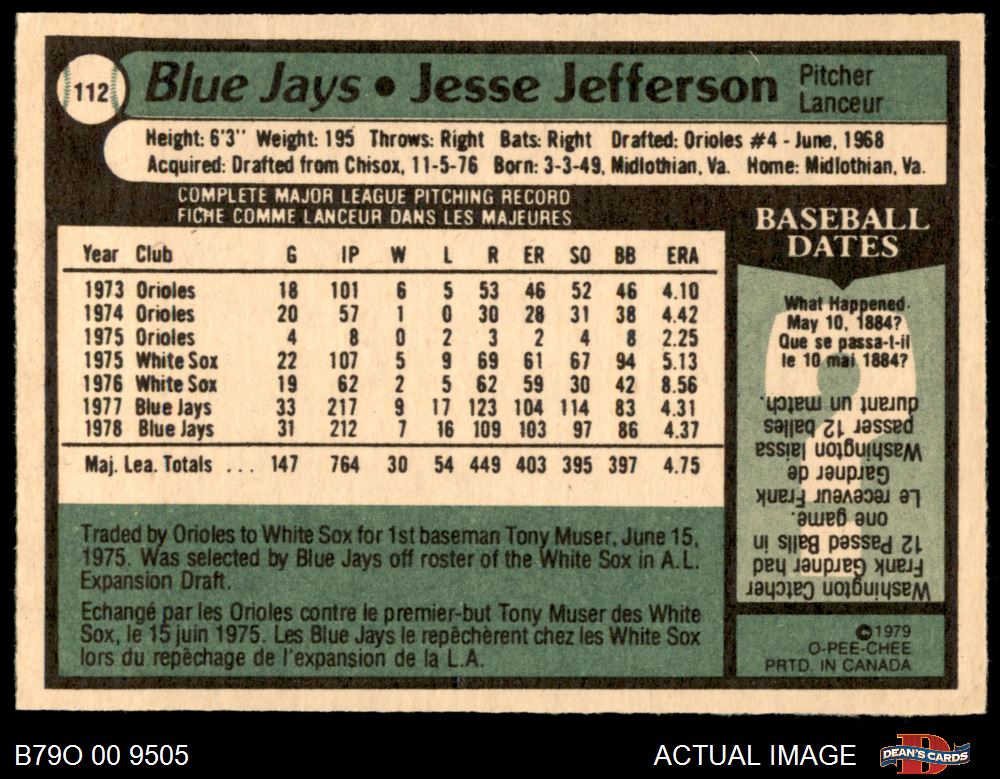 112
Blue Jays • Jesse Jefferson
Pitcher
Lanceur
Height: 6'3'' Weight: 195 Throws: Right Bats: Right Drafted: Orioles #4 - June, 1968
Acquired: Drafted from Chisox, 11-5-76 Born: 3-3-49, Midlothian, Va. Home: Midlothian, Va.
COMPLETE MAJOR LEAGUE PITCHING RECORD
FICHE COMME LANCEUR DANS LES MAJEURES
Year Club G IP W L R ER SO BB ERA
1973 Orioles 18 101 6 5 53 46 52 46 4.10
1974 Orioles 20 57 1 0 30 28 31 38 4.42
1975 Orioles 4 8 0 2 3 2 4 8 2.25
1975 White Sox 22 107 5 9 69 61 67 94 5.13
1976 White Sox 19 62 2 5 62 59 30 42 8.56
1977 Blue Jays 33 217 9 17 123 104 114 83 4.31
1978 Blue Jays 31 212 7 16 109 103 97 86 4.37
Maj. Lea. Totals ... 147 764 30 54 449 403 395 397 4.75
Traded by Orioles to White Sox for 1st baseman Tony Muser, June 15,
1975. Was selected by Blue Jays off roster of the White Sox in A.L.
Expansion Draft.
Echangé par les Orioles contre le premier-but Tony Muser des White
Sox, le 15 juin 1975. Les Blue Jays le repêchèrent chez les White Sox
lors du repêchage de l'expansion de la L.A.
BASEBALL
DATES
What Happened
May 10, 1884?
Que se passa-t-il
le 10 mai 1884?
Washington Catcher
Frank Gardner had
12 Passed Balls in
one game.
Le receveur Frank
Gardner de
Washington laissa
passer 12 balles
durant un match.
©1979
O-PEE-CHEE
PRTD. IN CANADA
B79O 00 9505
ACTUAL IMAGE
DEAN'S CARDS